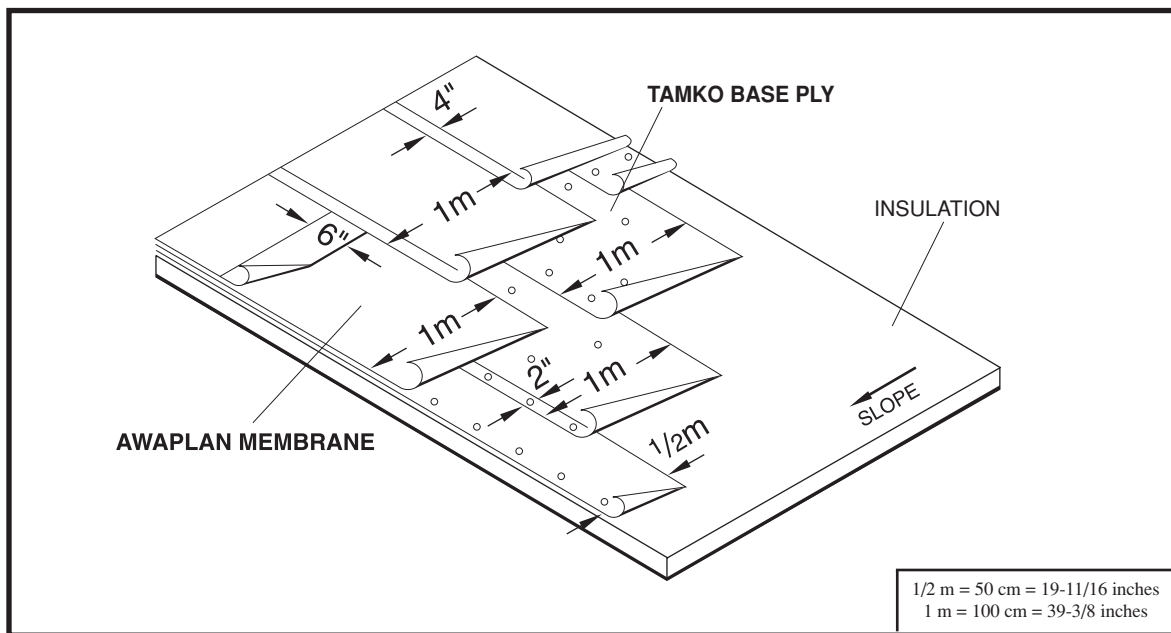 4"
TAMKO BASE PLY
INSULATION
1m
6"
1m
1m
2"
1m
SLOPE
AWAPLAN MEMBRANE
1/2m
1/2 m = 50 cm = 19-11/16 inches
1 m = 100 cm = 39-3/8 inches